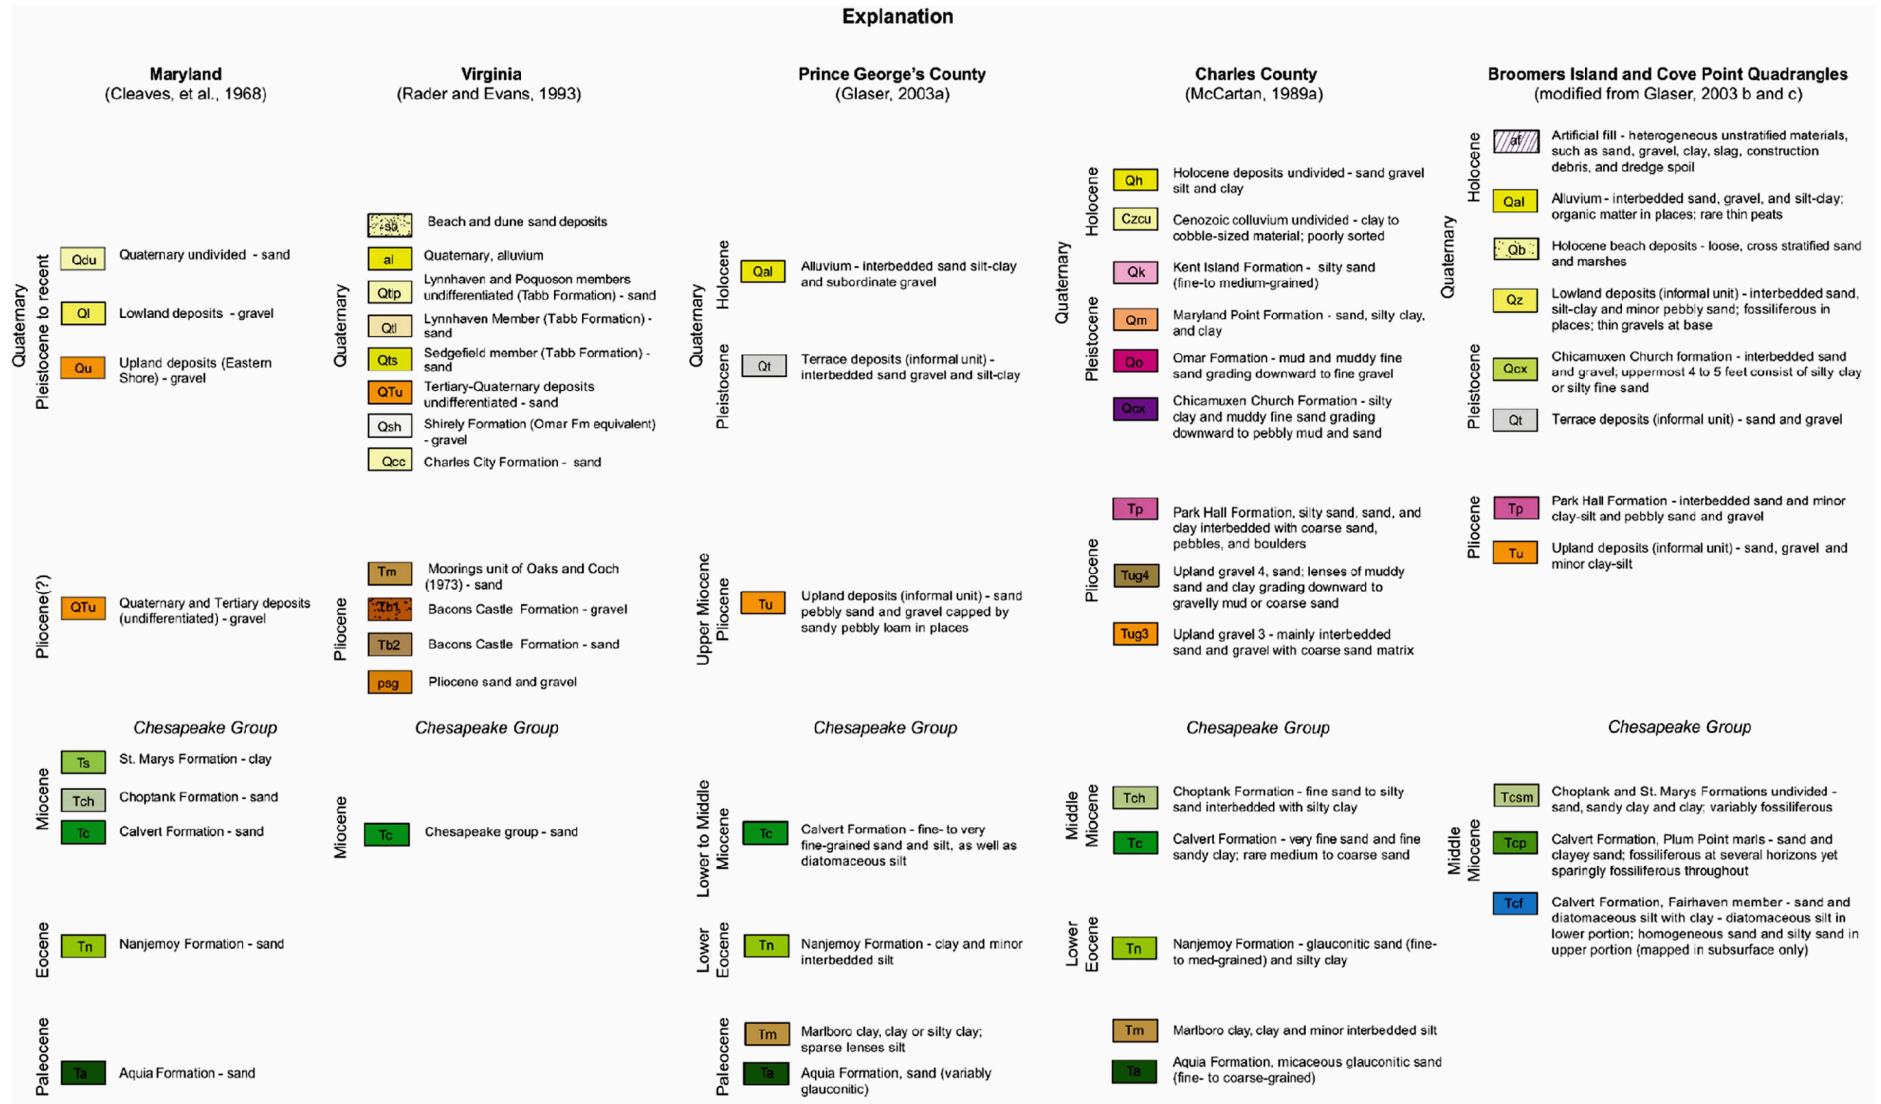 Explanation
Maryland
(Cleaves, et al., 1968)
Quaternary
Pleistocene to recent
Qdu
Quaternary undivided - sand
Ql
Lowland deposits - gravel
Qu
Upland deposits (Eastern
Shore) - gravel
Pliocene(?)
QTu
Quaternary and Tertiary deposits
(undifferentiated) - gravel
Chesapeake Group
Miocene
Ts
St. Marys Formation - clay
Tch
Choptank Formation - sand
Tc
Calvert Formation - sand
Eocene
Tn
Nanjemoy Formation - sand
Paleocene
Ta
Aquia Formation - sand
Virginia
(Rader and Evans, 1993)
Quaternary
sb
Beach and dune sand deposits
al
Quaternary, alluvium
Qtlp
Lynnhaven and Poquoson members
undifferentiated (Tabb Formation) - sand
Qtl
Lynnhaven Member (Tabb Formation) -
sand
Qts
Sedgefield member (Tabb Formation) -
sand
QTu
Tertiary-Quaternary deposits
undifferentiated - sand
Qsh
Shirely Formation (Omar Fm equivalent)
- gravel
Qcc
Charles City Formation - sand
Pliocene
Tm
Moorings unit of Oaks and Coch
(1973) - sand
Tb1
Bacons Castle Formation - gravel
Tb2
Bacons Castle Formation - sand
psg
Pliocene sand and gravel
Chesapeake Group
Miocene
Tc
Chesapeake group - sand
Prince George's County
(Glaser, 2003a)
Quaternary
Holocene
Qal
Alluvium - interbedded sand silt-clay
and subordinate gravel
Pleistocene
Qt
Terrace deposits (informal unit) -
interbedded sand gravel and silt-clay
Upper Miocene
Pliocene
Tu
Upland deposits (informal unit) - sand
pebbly sand and gravel capped by
sandy pebbly loam in places
Chesapeake Group
Lower to Middle
Miocene
Tc
Calvert Formation - fine- to very
fine-grained sand and silt, as well as
diatomaceous silt
Lower
Eocene
Tn
Nanjemoy Formation - clay and minor
interbedded silt
Paleocene
Tm
Marlboro clay, clay or silty clay;
sparse lenses silt
Ta
Aquia Formation, sand (variably
glauconitic)
Charles County
(McCartan, 1989a)
Quaternary
Holocene
Qh
Holocene deposits undivided - sand gravel
silt and clay
Czcu
Cenozoic colluvium undivided - clay to
cobble-sized material; poorly sorted
Pleistocene
Qk
Kent Island Formation - silty sand
(fine-to medium-grained)
Qm
Maryland Point Formation - sand, silty clay,
and clay
Qo
Omar Formation - mud and muddy fine
sand grading downward to fine gravel
Qcx
Chicamuxen Church Formation - silty
clay and muddy fine sand grading
downward to pebbly mud and sand
Pliocene
Tp
Park Hall Formation, silty sand, sand, and
clay interbedded with coarse sand,
pebbles, and boulders
Tug4
Upland gravel 4, sand; lenses of muddy
sand and clay grading downward to
gravelly mud or coarse sand
Tug3
Upland gravel 3 - mainly interbedded
sand and gravel with coarse sand matrix
Chesapeake Group
Middle
Miocene
Tch
Choptank Formation - fine sand to silty
sand interbedded with silty clay
Tc
Calvert Formation - very fine sand and fine
sandy clay; rare medium to coarse sand
Lower
Eocene
Tn
Nanjemoy Formation - glauconitic sand (fine-
to med-grained) and silty clay
Tm
Marlboro clay, clay and minor interbedded silt
Ta
Aquia Formation, micaceous glauconitic sand
(fine- to coarse-grained)
Broomers Island and Cove Point Quadrangles
(modified from Glaser, 2003 b and c)
Quaternary
Holocene
af
Artificial fill - heterogeneous unstratified materials,
such as sand, gravel, clay, slag, construction
debris, and dredge spoil
Qal
Alluvium - interbedded sand, gravel, and silt-clay;
organic matter in places; rare thin peats
Qb
Holocene beach deposits - loose, cross stratified sand
and marshes
Qz
Lowland deposits (informal unit) - interbedded sand,
silt-clay and minor pebbly sand; fossiliferous in
places; thin gravels at base
Pleistocene
Qcx
Chicamuxen Church formation - interbedded sand
and gravel; uppermost 4 to 5 feet consist of silty clay
or silty fine sand
Qt
Terrace deposits (informal unit) - sand and gravel
Pliocene
Tp
Park Hall Formation - interbedded sand and minor
clay-silt and pebbly sand and gravel
Tu
Upland deposits (informal unit) - sand, gravel and
minor clay-silt
Chesapeake Group
Middle
Miocene
Tcsm
Choptank and St. Marys Formations undivided -
sand, sandy clay and clay; variably fossiliferous
Tcp
Calvert Formation, Plum Point marls - sand and
clayey sand; fossiliferous at several horizons yet
sparingly fossiliferous throughout
Tcf
Calvert Formation, Fairhaven member - sand and
diatomaceous silt with clay - diatomaceous silt in
lower portion; homogeneous sand and silty sand in
upper portion (mapped in subsurface only)